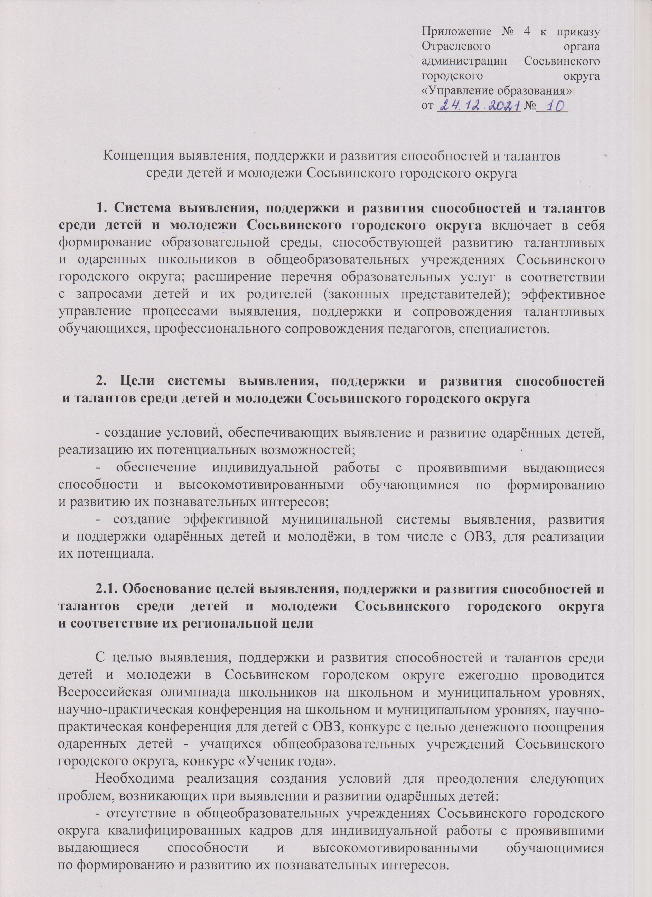 Приложение № 4 к приказу
Отраслевого органа
администрации Сосьвинского
городского округа
«Управление образования»
от 24.12.2021 № 10
Концепция выявления, поддержки и развития способностей и талантов
среди детей и молодежи Сосьвинского городского округа
1. Система выявления, поддержки и развития способностей и талантов
среди детей и молодежи Сосьвинского городского округа включает в себя
формирование образовательной среды, способствующей развитию талантливых
и одаренных школьников в общеобразовательных учреждениях Сосьвинского
городского округа; расширение перечня образовательных услуг в соответствии
с запросами детей и их родителей (законных представителей); эффективное
управление процессами выявления, поддержки и сопровождения талантливых
обучающихся, профессионального сопровождения педагогов, специалистов.
2. Цели системы выявления, поддержки и развития способностей
и талантов среди детей и молодежи Сосьвинского городского округа
- создание условий, обеспечивающих выявление и развитие одарённых детей,
реализацию их потенциальных возможностей;
- обеспечение индивидуальной работы с проявившими выдающиеся
способности и высокомотивированными обучающимися по формированию
и развитию их познавательных интересов;
- создание эффективной муниципальной системы выявления, развития
и поддержки одарённых детей и молодёжи, в том числе с ОВЗ, для реализации
их потенциала.
2.1. Обоснование целей выявления, поддержки и развития способностей и
талантов среди детей и молодежи Сосьвинского городского округа
и соответствие их региональной цели
С целью выявления, поддержки и развития способностей и талантов среди
детей и молодежи в Сосьвинском городском округе ежегодно проводится
Всероссийская олимпиада школьников на школьном и муниципальном уровнях,
научно-практическая конференция на школьном и муниципальном уровнях, научно-
практическая конференция для детей с ОВЗ, конкурс с целью денежного поощрения
одаренных детей - учащихся общеобразовательных учреждений Сосьвинского
городского округа, конкурс «Ученик года».
Необходима реализация создания условий для преодоления следующих
проблем, возникающих при выявлении и развитии одарённых детей:
- отсутствие в общеобразовательных учреждениях Сосьвинского городского
округа квалифицированных кадров для индивидуальной работы с проявившими
выдающиеся способности и высокомотивированными обучающимися
по формированию и развитию их познавательных интересов.